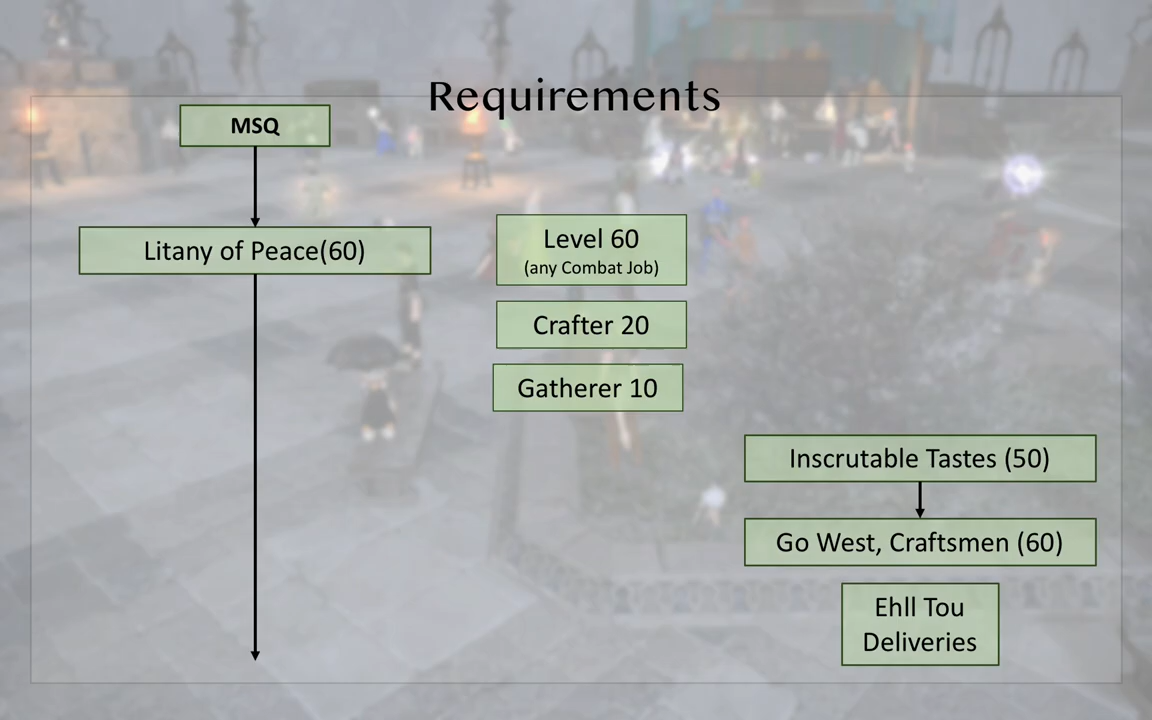 Requirements
MSQ
Litany of Peace(60)
Level 60
(any Combat Job)
Crafter 20
Gatherer 10
Inscrutable Tastes (50)
Go West, Craftsmen (60)
Ehll Tou
Deliveries